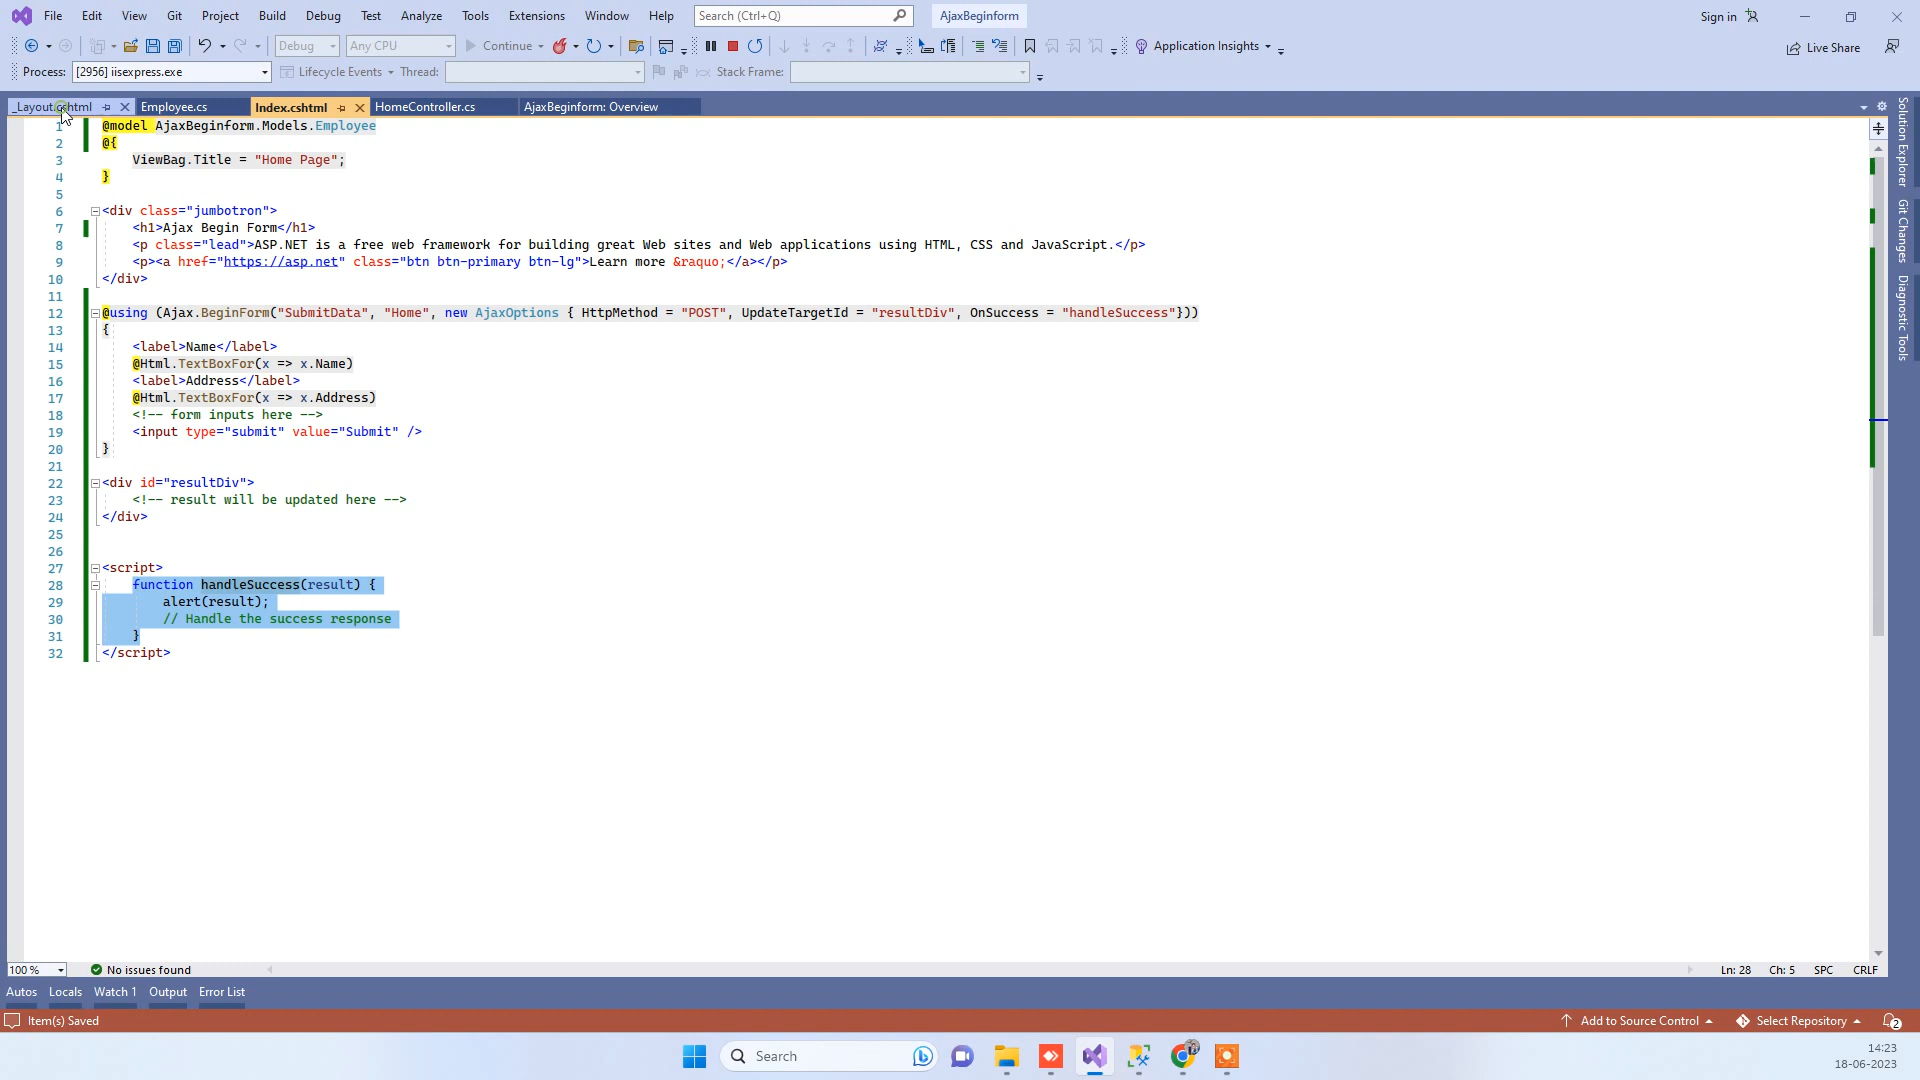 File Edit View Git Project Build Debug Test Analyze Tools Extensions Window Help Search (Ctrl+Q) AjaxBeginform Sign in
Debug Any CPU Continue Application Insights Live Share
Process: [2956] iisexpress.exe Lifecycle Events Thread: Stack Frame:
_Layout.cshtml Employee.cs Index.cshtml HomeController.cs AjaxBeginform: Overview
1 @model AjaxBeginform.Models.Employee
2 @{
3 ViewBag.Title = "Home Page";
4 }
5
6 <div class="jumbotron">
7 <h1>Ajax Begin Form</h1>
8 <p class="lead">ASP.NET is a free web framework for building great Web sites and Web applications using HTML, CSS and JavaScript.</p>
9 <p><a href="https://asp.net" class="btn btn-primary btn-lg">Learn more &raquo;</a></p>
10 </div>
11
12 @using (Ajax.BeginForm("SubmitData", "Home", new AjaxOptions { HttpMethod = "POST", UpdateTargetId = "resultDiv", OnSuccess = "handleSuccess"}))
13 {
14 <label>Name</label>
15 @Html.TextBoxFor(x => x.Name)
16 <label>Address</label>
17 @Html.TextBoxFor(x => x.Address)
18 <!-- form inputs here -->
19 <input type="submit" value="Submit" />
20 }
21
22 <div id="resultDiv">
23 <!-- result will be updated here -->
24 </div>
25
26
27 <script>
28 function handleSuccess(result) {
29 alert(result);
30 // Handle the success response
31 }
32 </script>
Solution Explorer
Git Changes
Diagnostic Tools
100 % No issues found Ln: 28 Ch: 5 SPC CRLF
Autos Locals Watch 1 Output Error List
Item(s) Saved Add to Source Control Select Repository 2
Search
14:23
18-06-2023